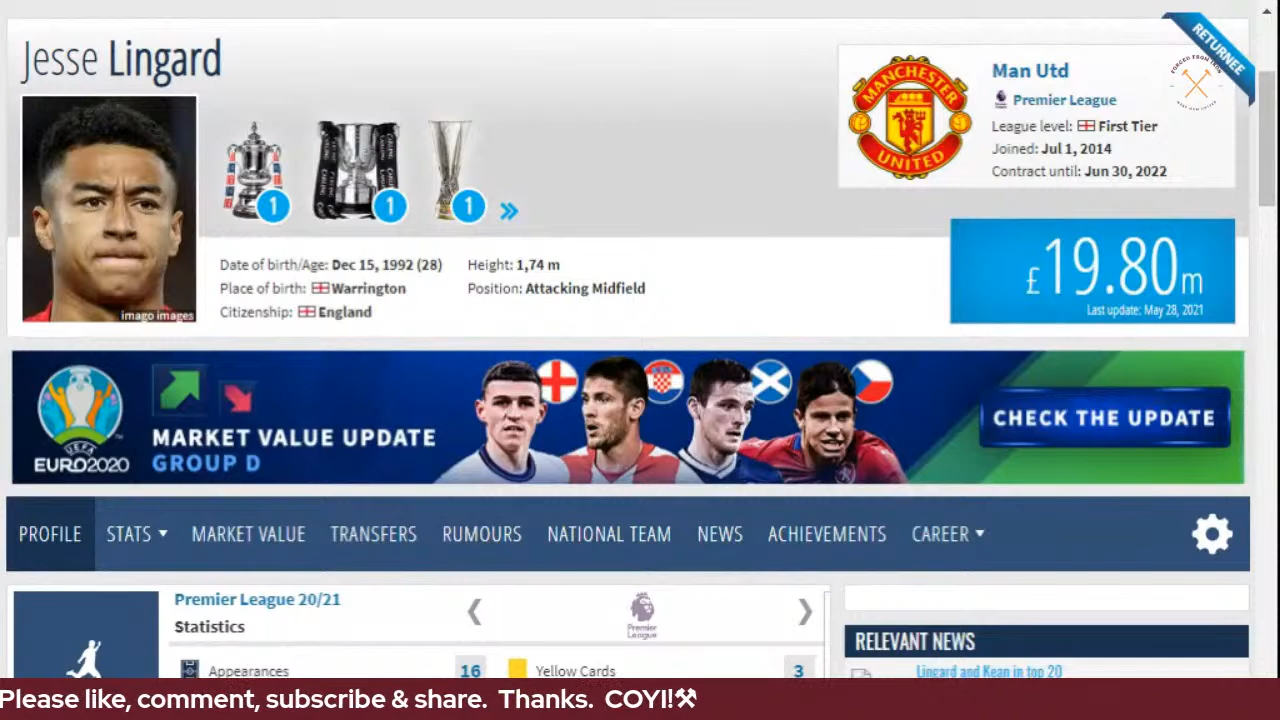 Jesse Lingard
RETURNEE
MANCHESTER
UNITED
Man Utd
Premier League
League level: First Tier
Joined: Jul 1, 2014
Contract until: Jun 30, 2022
1
1
1
imago images
Date of birth/Age: Dec 15, 1992 (28)
Place of birth: Warrington
Citizenship: England
Height: 1,74 m
Position: Attacking Midfield
£19.80m
Last update: May 28, 2021
UEFA
EURO2020
MARKET VALUE UPDATE
GROUP D
CHECK THE UPDATE
PROFILE STATS MARKET VALUE TRANSFERS RUMOURS NATIONAL TEAM NEWS ACHIEVEMENTS CAREER
Premier League 20/21
Statistics
Premier
League
Appearances 16 Yellow Cards 3
RELEVANT NEWS
Lingard and Kean in top 20
Please like, comment, subscribe & share. Thanks. COYI!⚒